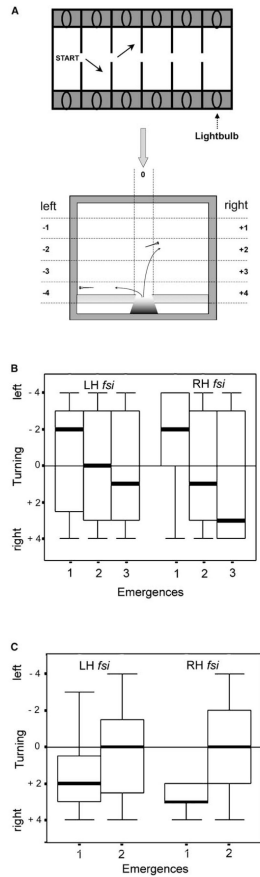 A
START
Lightbulb
0
left right
-1 +1
-2 +2
-3 +3
-4 +4
B
LH fsi RH fsi
left
Turning
right
- 4
- 2
0
+ 2
+ 4
1 2 3 1 2 3
Emergences
C
LH fsi RH fsi
left
Turning
right
- 4
- 2
0
+ 2
+ 4
1 2 1 2
Emergences